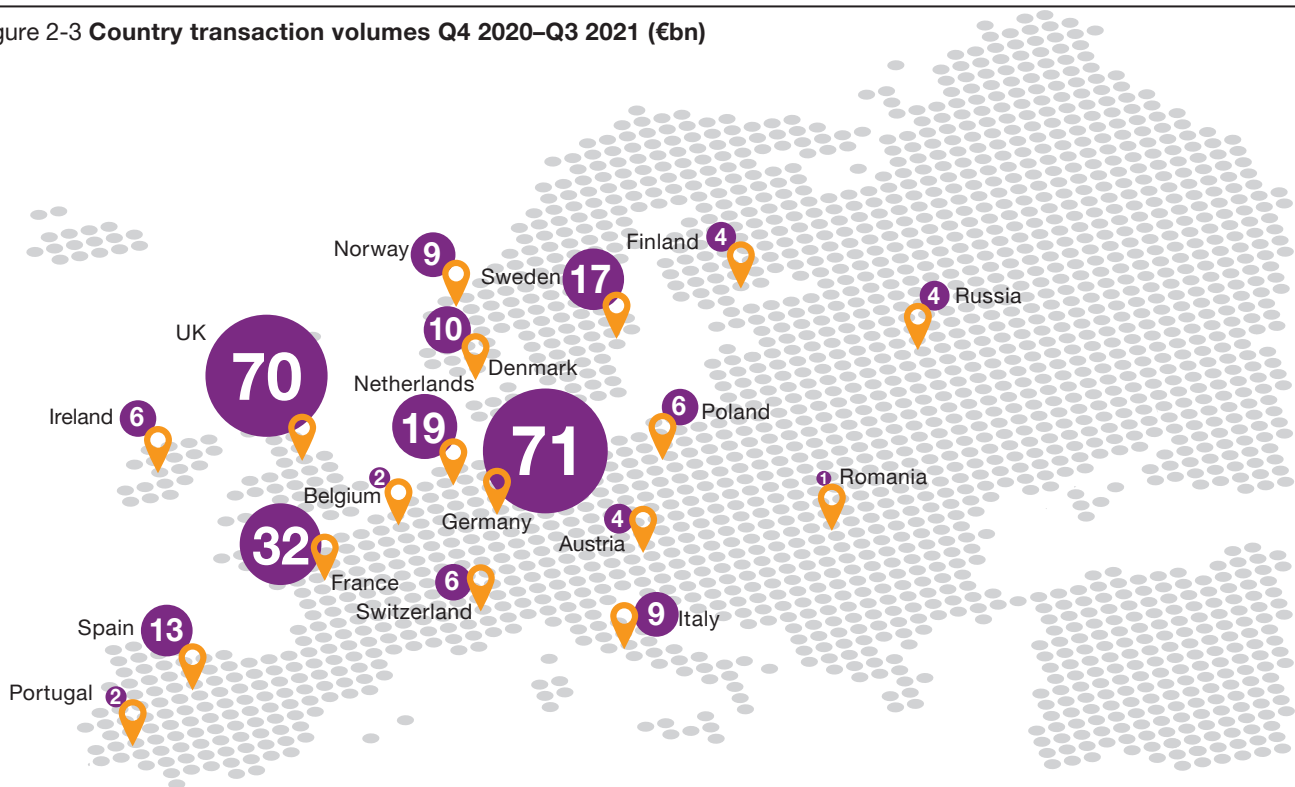 gure 2-3 Country transaction volumes Q4 2020–Q3 2021 (€bn)
Norway 9
Finland 4
Sweden 17
4 Russia
UK 70
10 Denmark
Netherlands 19
Ireland 6
71 Germany
6 Poland
2 Belgium
1 Romania
32 France
4 Austria
6 Switzerland
9 Italy
Spain 13
Portugal 2